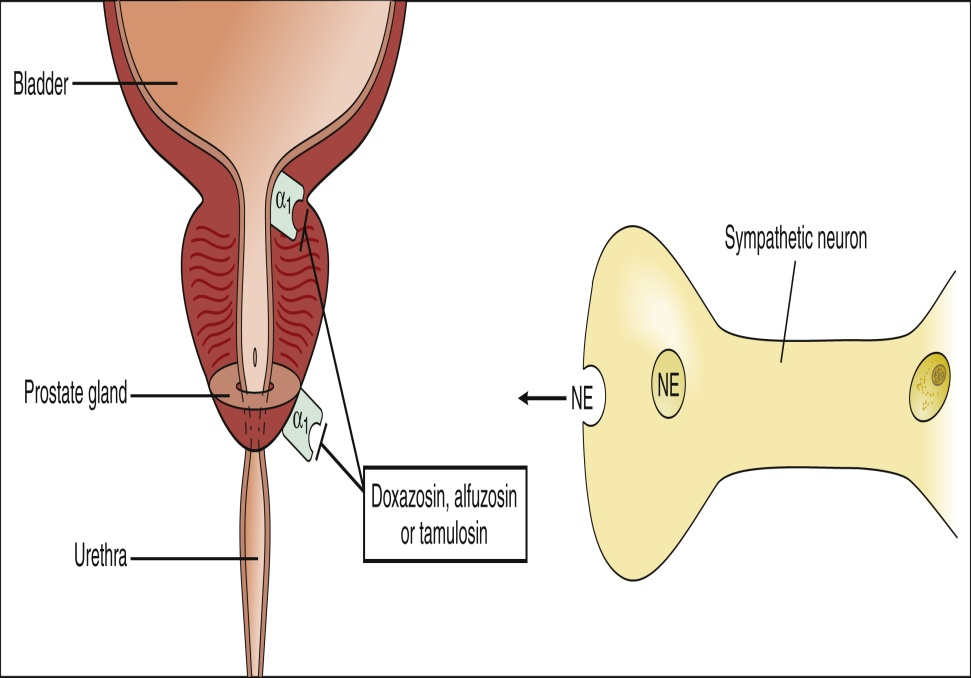 Bladder
α1
Sympathetic neuron
Prostate gland
NE
NE
α1
Doxazosin, alfuzosin
or tamulosin
Urethra